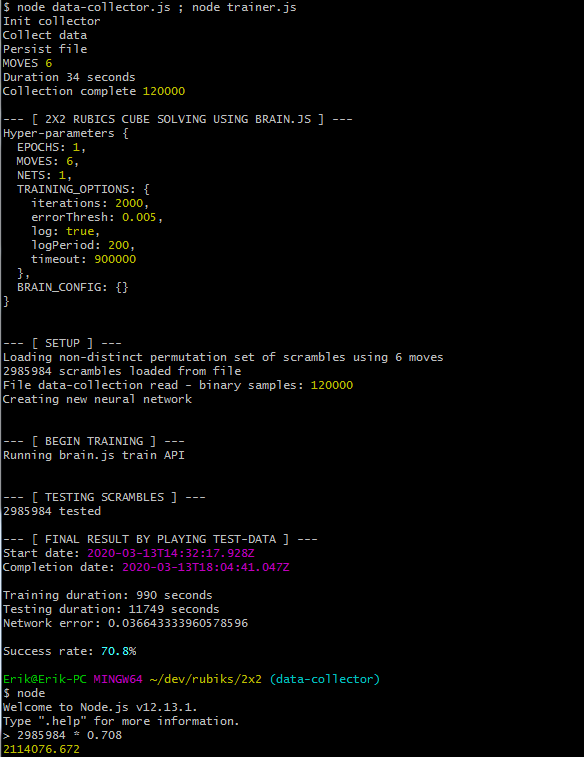 $ node data-collector.js ; node trainer.js
Init collector
Collect data
Persist file
MOVES 6
Duration 34 seconds
Collection complete 120000
--- [ 2X2 RUBICS CUBE SOLVING USING BRAIN.JS ] ---
Hyper-parameters {
  EPOCHS: 1,
  MOVES: 6,
  NETS: 1,
  TRAINING_OPTIONS: {
    iterations: 2000,
    errorThresh: 0.005,
    log: true,
    logPeriod: 200,
    timeout: 900000
  },
  BRAIN_CONFIG: {}
}
--- [ SETUP ] ---
Loading non-distinct permutation set of scrambles using 6 moves
2985984 scrambles loaded from file
File data-collection read - binary samples: 120000
Creating new neural network
--- [ BEGIN TRAINING ] ---
Running brain.js train API
--- [ TESTING SCRAMBLES ] ---
2985984 tested
--- [ FINAL RESULT BY PLAYING TEST-DATA ] ---
Start date: 2020-03-13T14:32:17.928Z
Completion date: 2020-03-13T18:04:41.047Z
Training duration: 990 seconds
Testing duration: 11749 seconds
Network error: 0.036643333960578596
Success rate: 70.8%
Erik@Erik-PC MINGW64 ~/dev/rubiks/2x2 (data-collector)
$ node
Welcome to Node.js v12.13.1.
Type ".help" for more information.
> 2985984 * 0.708
2114076.672